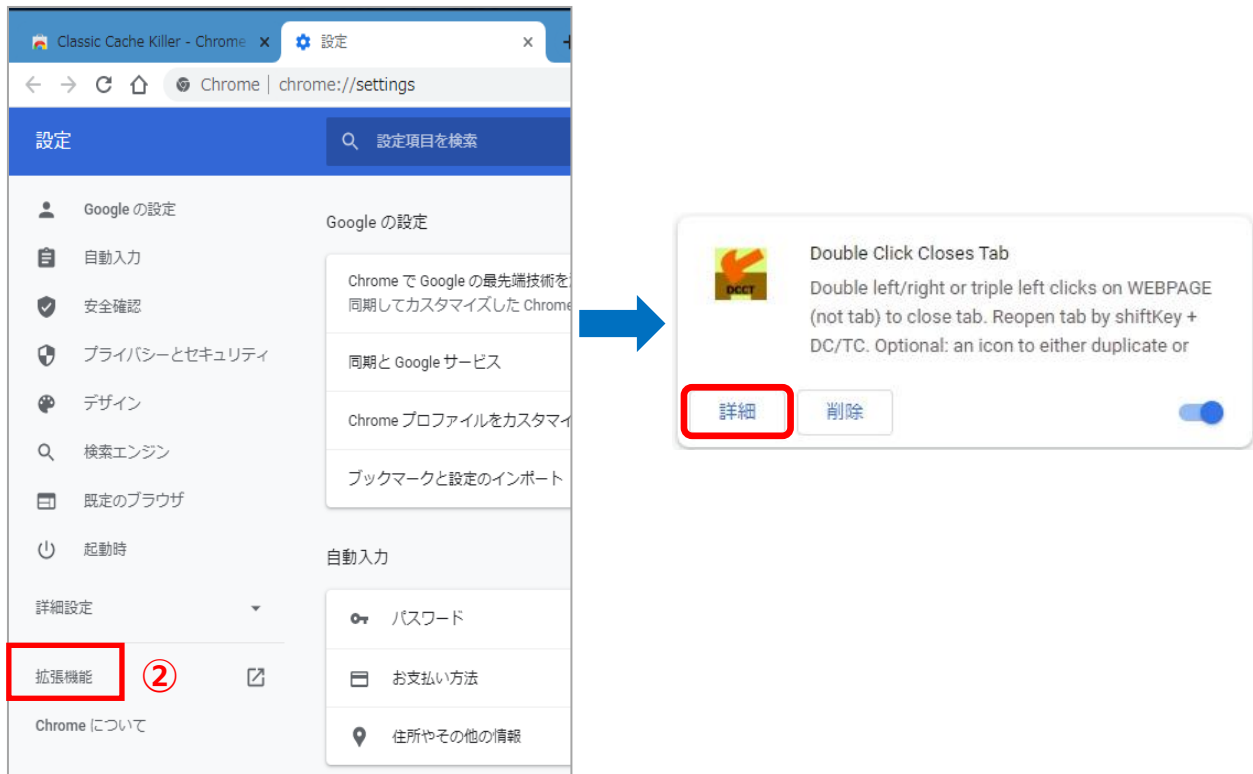 Classic Cache Killer - Chrome
設定
Chrome | chrome://settings
設定
設定項目を検索
Google の設定
自動入力
安全確認
プライバシーとセキュリティ
デザイン
検索エンジン
既定のブラウザ
起動時
詳細設定
拡張機能
②
Chrome について
Google の設定
Chrome で Google の最先端技術を
同期してカスタマイズした Chrome
同期と Google サービス
Chrome プロファイルをカスタマイ
ブックマークと設定のインポート
自動入力
パスワード
お支払い方法
住所やその他の情報
DCCT
Double Click Closes Tab
Double left/right or triple left clicks on WEBPAGE
(not tab) to close tab. Reopen tab by shiftKey +
DC/TC. Optional: an icon to either duplicate or
詳細
削除